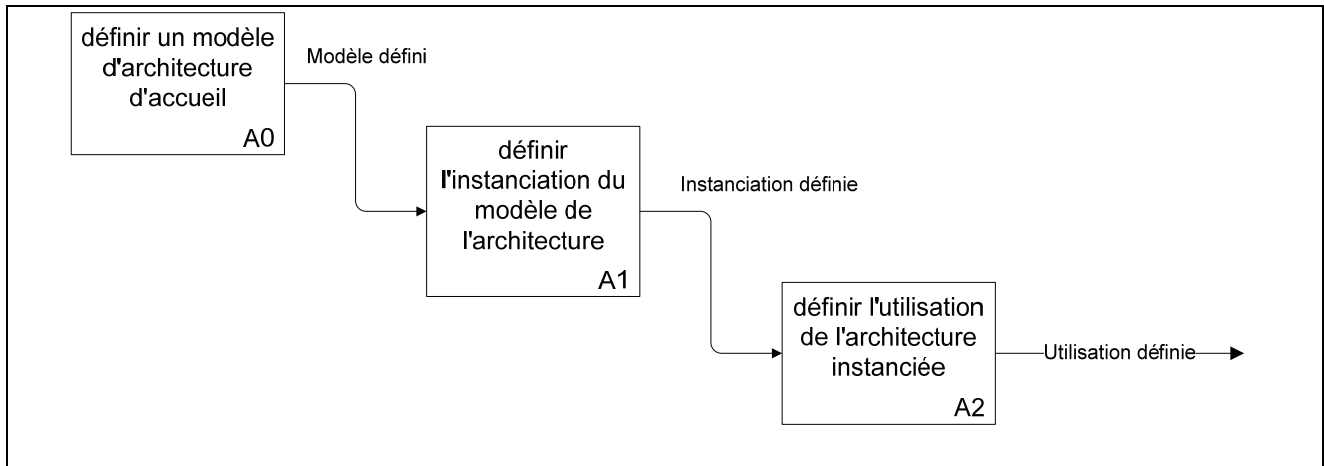 définir un modèle
d'architecture
d'accueil
A0
Modèle défini
définir
l'instanciation du
modèle de
l'architecture
A1
Instanciation définie
définir l'utilisation
de l'architecture
instanciée
A2
Utilisation définie